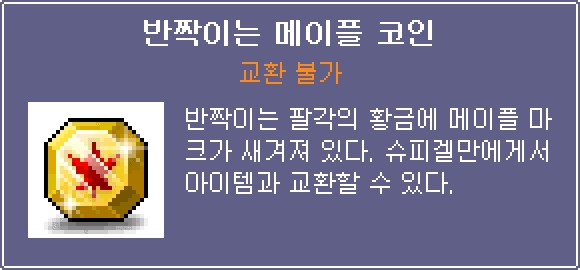 반짝이는 메이플 코인
교환 불가
반짝이는 팔각의 황금에 메이플 마
크가 새겨져 있다. 슈피겔만에게서
아이템과 교환할 수 있다.